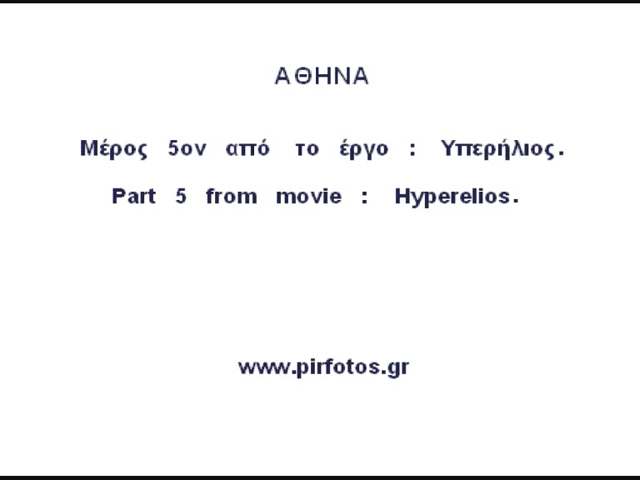 ΑΘΗΝΑ
Μέρος 5ον από το έργο : Υπερήλιος.
Part 5 from movie : Hyperelios.
www.pirfotos.gr